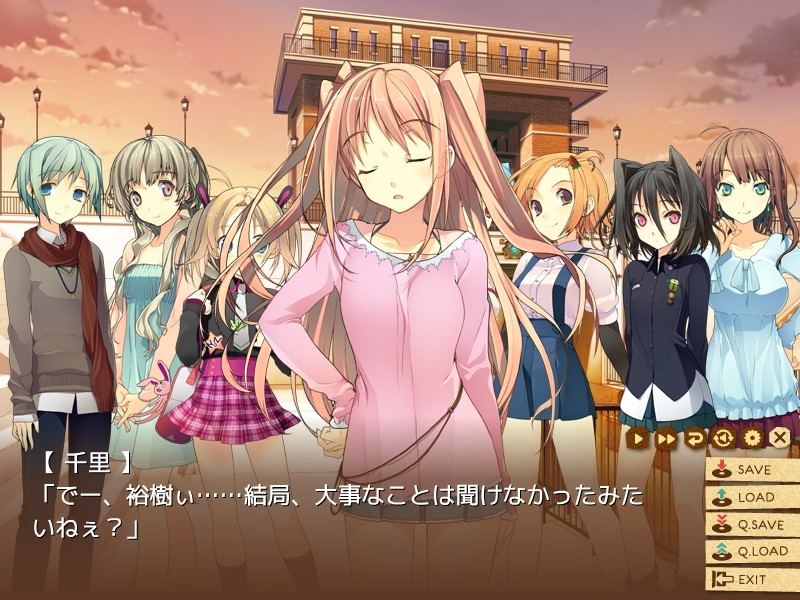 【 千里 】
「でー、裕樹ぃ……結局、大事なことは聞けなかったみた
いねぇ？」
SAVE
LOAD
Q.SAVE
Q.LOAD
EXIT